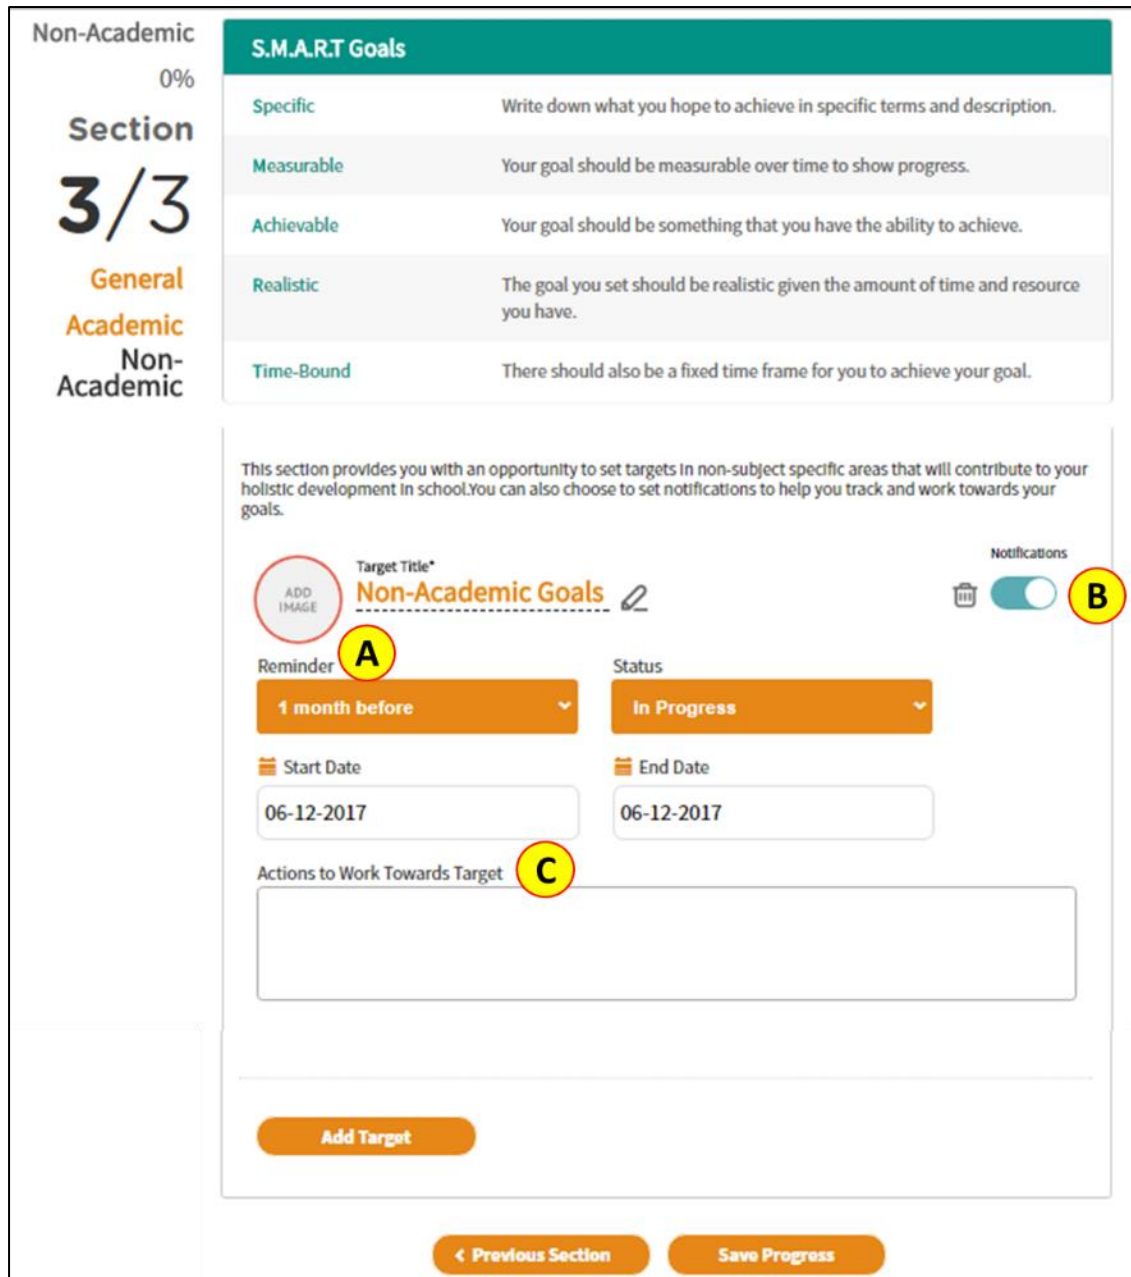 Non-Academic
0%
Section
3/3
General
Academic
Non-
Academic
S.M.A.R.T Goals
Specific Write down what you hope to achieve in specific terms and description.
Measurable Your goal should be measurable over time to show progress.
Achievable Your goal should be something that you have the ability to achieve.
Realistic The goal you set should be realistic given the amount of time and resource
you have.
Time-Bound There should also be a fixed time frame for you to achieve your goal.
This section provides you with an opportunity to set targets in non-subject specific areas that will contribute to your
holistic development in school.You can also choose to set notifications to help you track and work towards your
goals.
Notifications
ADD
IMAGE
Target Title*
Non-Academic Goals
B
A
Reminder Status
1 month before In Progress
Start Date End Date
06-12-2017 06-12-2017
Actions to Work Towards Target C
Add Target
< Previous Section Save Progress